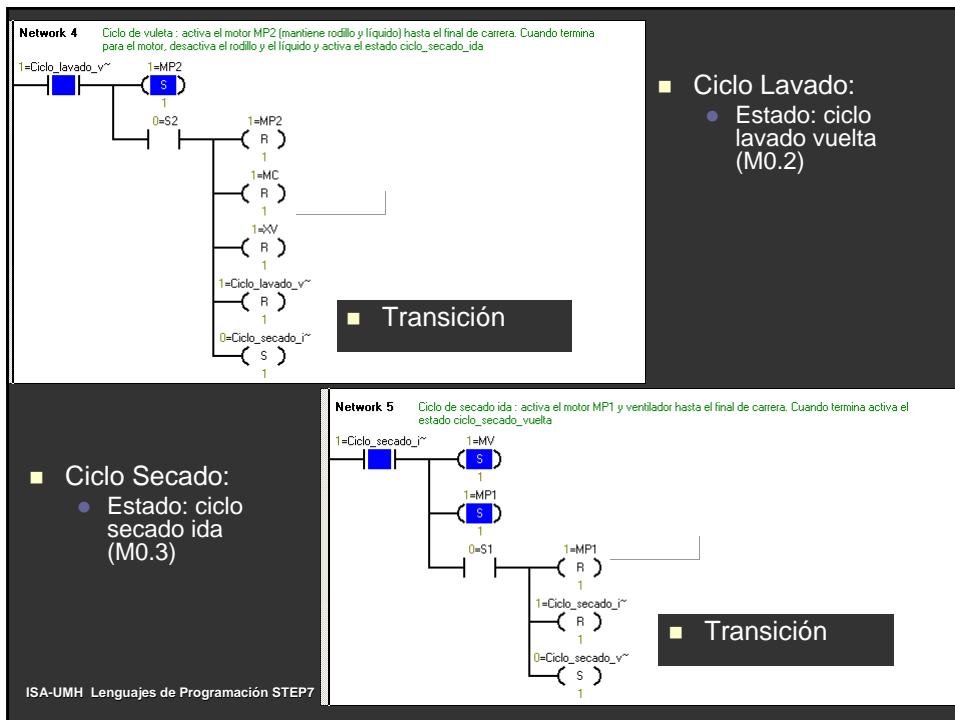 Network 4 Ciclo de vuleta : activa el motor MP2 (mantiene rodillo y líquido) hasta el final de carrera. Cuando termina
para el motor, desactiva el rodillo y el líquido y activa el estado ciclo_secado_ida
1=Ciclo_lavado_v~ 1=MP2
S
1
0=S2 1=MP2
R
1
1=MC
R
1
1=XV
R
1
1=Ciclo_lavado_v~
R
1
0=Ciclo_secado_i~
S
1
Transición
Ciclo Lavado:
Estado: ciclo
lavado vuelta
(M0.2)
Ciclo Secado:
Estado: ciclo
secado ida
(M0.3)
Network 5 Ciclo de secado ida : activa el motor MP1 y ventilador hasta el final de carrera. Cuando termina activa el
estado ciclo_secado_vuelta
1=Ciclo_secado_i~ 1=MV
S
1
1=MP1
S
1
0=S1 1=MP1
R
1
1=Ciclo_secado_i~
R
1
0=Ciclo_secado_v~
S
1
Transición
ISA-UMH Lenguajes de Programación STEP7